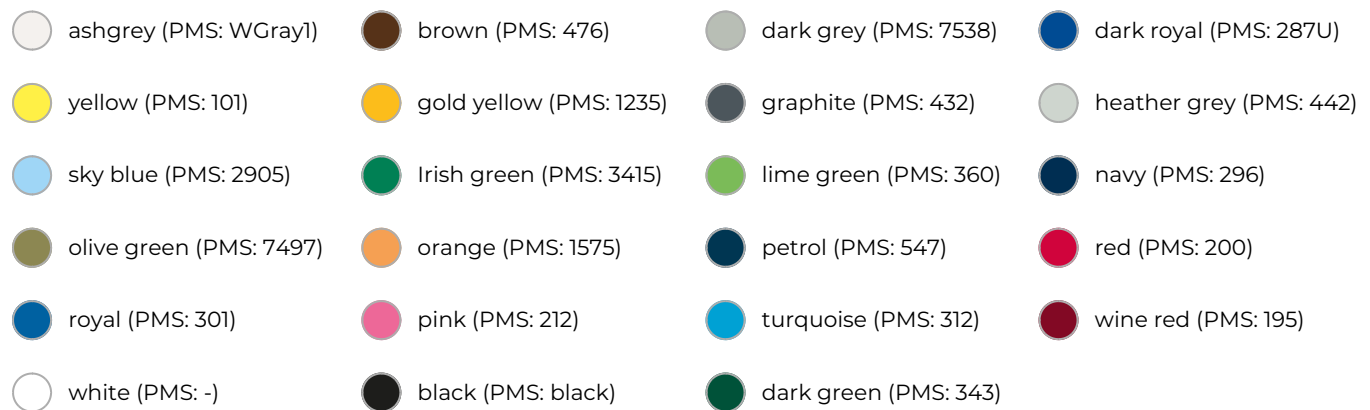 ashgrey (PMS: WGray1) brown (PMS: 476) dark grey (PMS: 7538) dark royal (PMS: 287U)
yellow (PMS: 101) gold yellow (PMS: 1235) graphite (PMS: 432) heather grey (PMS: 442)
sky blue (PMS: 2905) Irish green (PMS: 3415) lime green (PMS: 360) navy (PMS: 296)
olive green (PMS: 7497) orange (PMS: 1575) petrol (PMS: 547) red (PMS: 200)
royal (PMS: 301) pink (PMS: 212) turquoise (PMS: 312) wine red (PMS: 195)
white (PMS: -) black (PMS: black) dark green (PMS: 343)